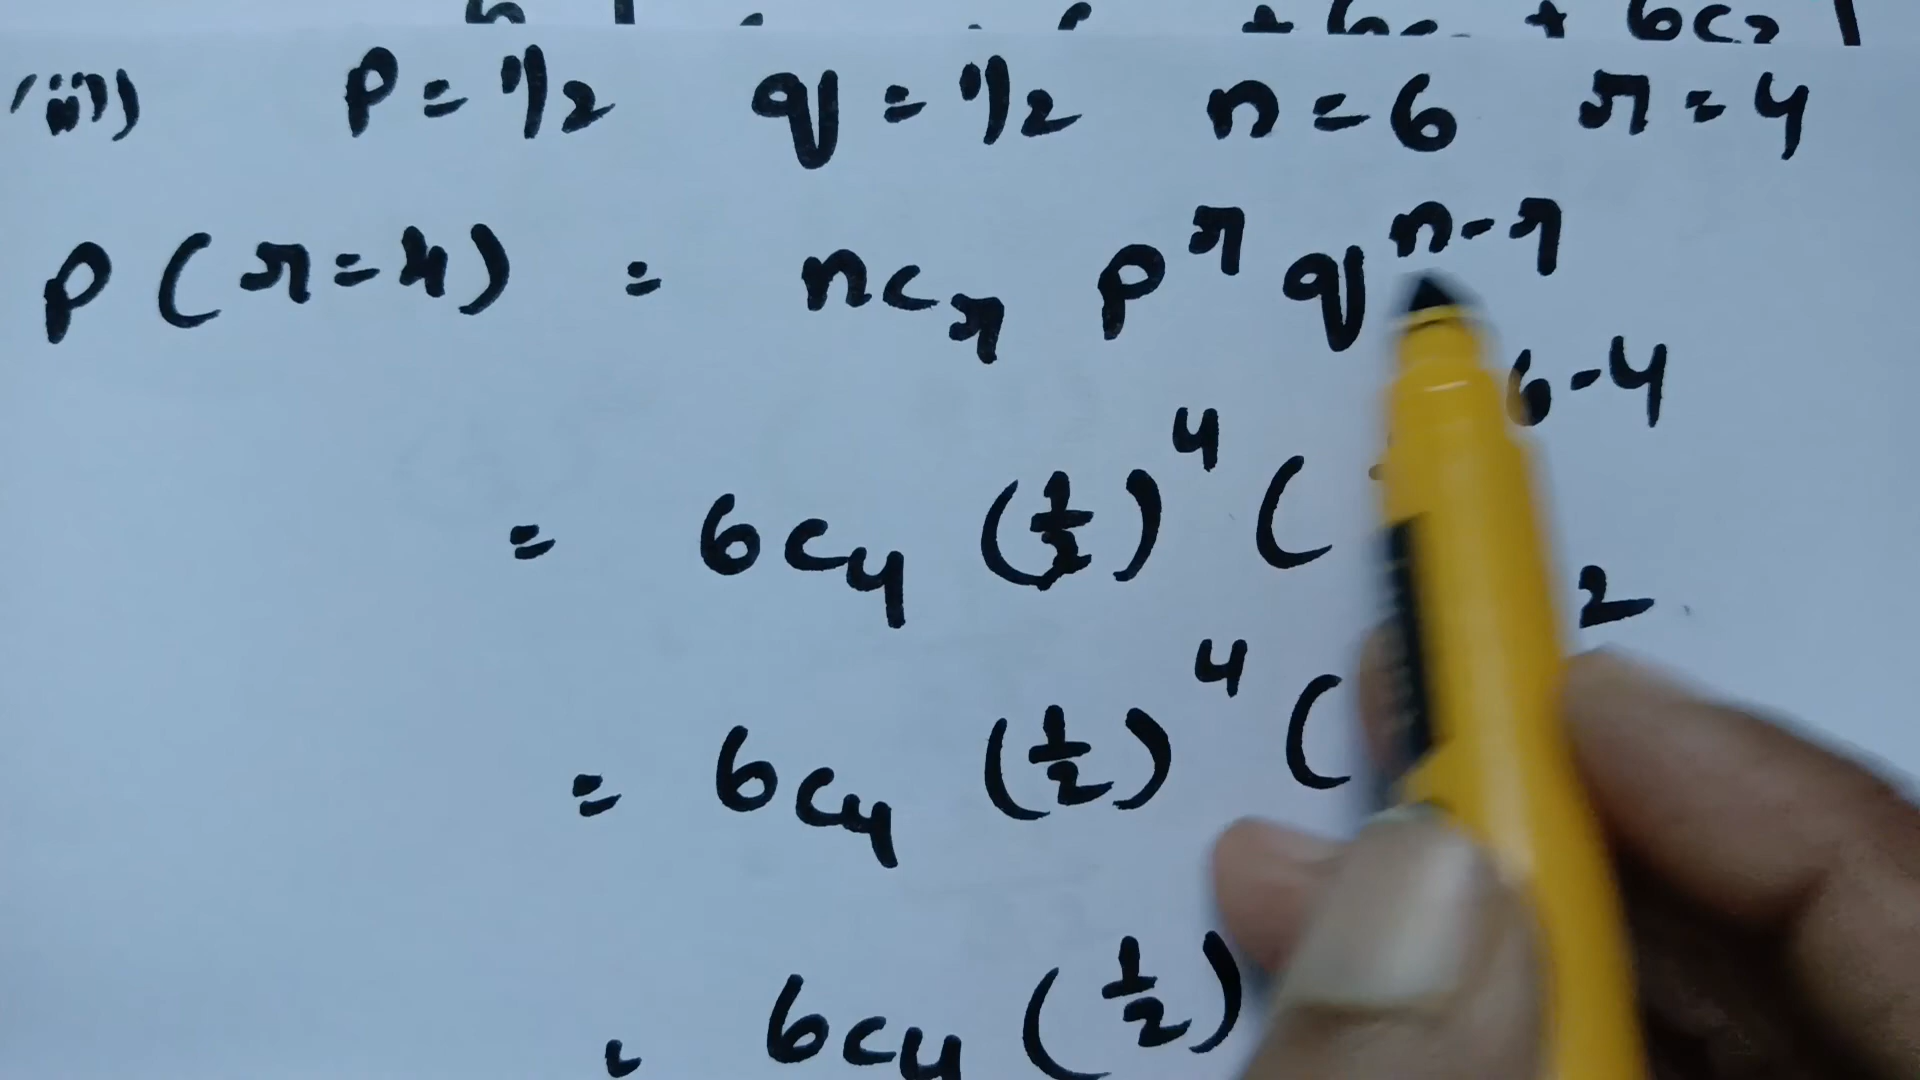 + 6c2
iii) P = 1/2 q = 1/2 n = 6 r = 4
P (r = 4) = ncr p^r q^n-r
= 6c4 (1/2)^4 ( 6-4
= 6c4 (1/2)^4 ( 2
= 6c4 (1/2)